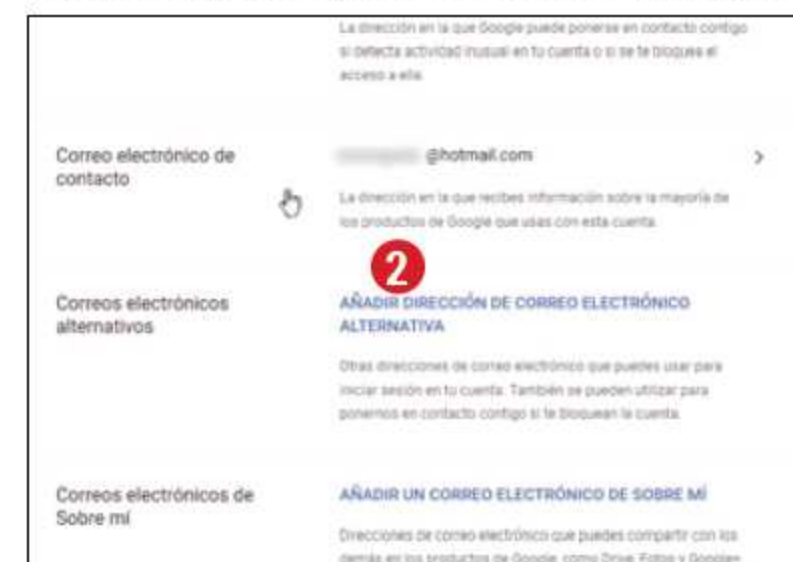 La dirección en la que Google puede ponerse en contacto contigo
si detecta actividad inusual en tu cuenta o si se te bloquea el
acceso a ella.
Correo electrónico de
contacto
@hotmail.com
La dirección en la que recibes información sobre la mayoría de
los productos de Google que usas con esta cuenta.
2
Correos electrónicos
alternativos
AÑADIR DIRECCIÓN DE CORREO ELECTRÓNICO
ALTERNATIVA
Otras direcciones de correo electrónico que puedes usar para
iniciar sesión en tu cuenta. También se pueden utilizar para
ponernos en contacto contigo si te bloquean la cuenta.
Correos electrónicos de
Sobre mí
AÑADIR UN CORREO ELECTRÓNICO DE SOBRE MÍ
Direcciones de correo electrónico que puedes compartir con los
demás en los productos de Google, como Drive, Fotos y Google+